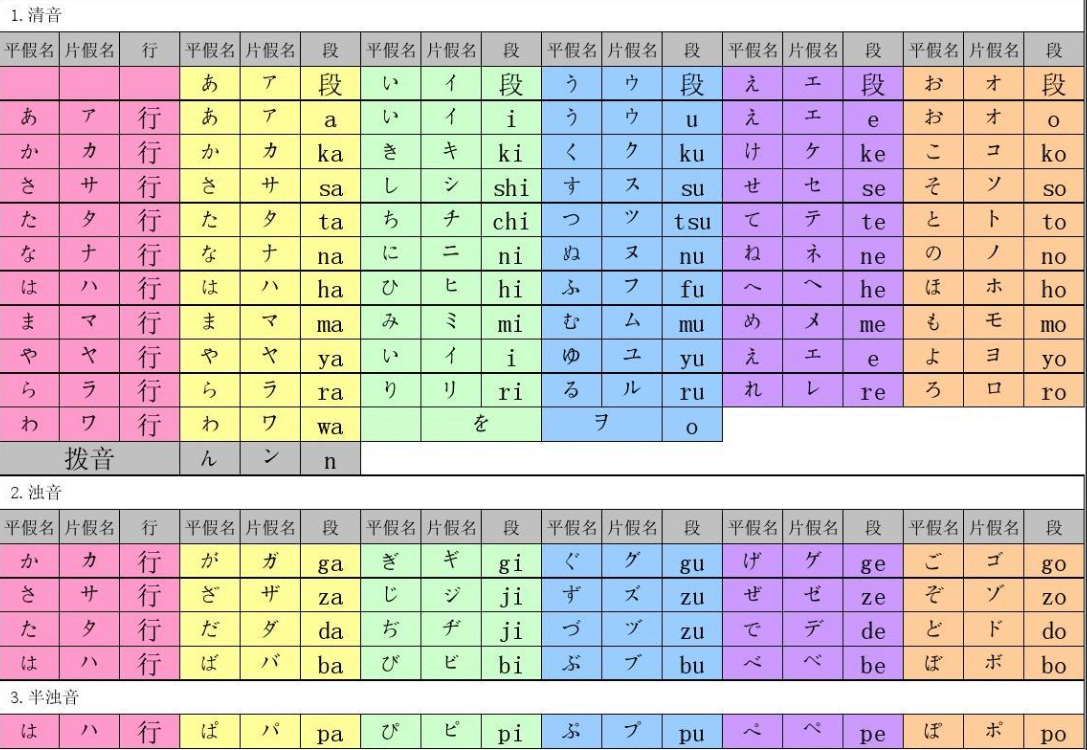 1.清音
平假名 片假名 行 平假名 片假名 段 平假名 片假名 段 平假名 片假名 段 平假名 片假名 段 平假名 片假名 段
あ ア 段 い イ 段 う ウ 段 え エ 段 お オ 段
あ ア 行 あ ア a い イ i う ウ u え エ e お オ o
か カ 行 か カ ka き キ ki く ク ku け ケ ke こ コ ko
さ サ 行 さ サ sa し シ shi す ス su せ セ se そ ソ so
た タ 行 た タ ta ち チ chi つ ツ tsu て テ te と ト to
な ナ 行 な ナ na に ニ ni ぬ ヌ nu ね ネ ne の ノ no
は ハ 行 は ハ ha ひ ヒ hi ふ フ fu へ ヘ he ほ ホ ho
ま マ 行 ま マ ma み ミ mi む ム mu め メ me も モ mo
や ヤ 行 や ヤ ya い イ i ゆ ユ yu え エ e よ ヨ yo
ら ラ 行 ら ラ ra り リ ri る ル ru れ レ re ろ ロ ro
わ ワ 行 わ ワ wa を ヲ o
拨音 ん ン n
2.浊音
平假名 片假名 行 平假名 片假名 段 平假名 片假名 段 平假名 片假名 段 平假名 片假名 段 平假名 片假名 段
か カ 行 が ガ ga ぎ ギ gi ぐ グ gu げ ゲ ge ご ゴ go
さ サ 行 ざ ザ za じ ジ ji ず ズ zu ぜ ゼ ze ぞ ゾ zo
た タ 行 だ ダ da ぢ ヂ ji づ ヅ zu で デ de ど ド do
は ハ 行 ば バ ba び ビ bi ぶ ブ bu べ ベ be ぼ ボ bo
3.半浊音
は ハ 行 ぱ パ pa ぴ ピ pi ぷ プ pu ぺ ペ pe ぽ ポ po